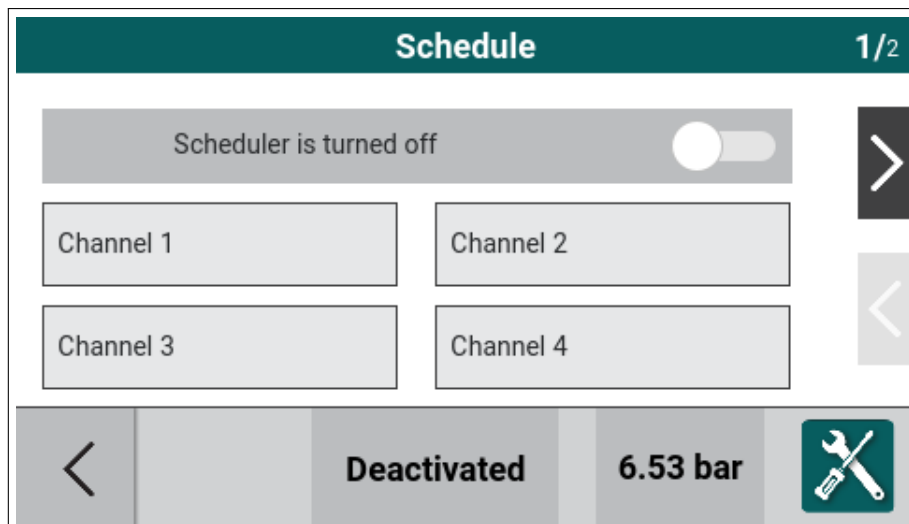 Schedule 1/2
Scheduler is turned off
Channel 1 Channel 2
Channel 3 Channel 4
Deactivated 6.53 bar